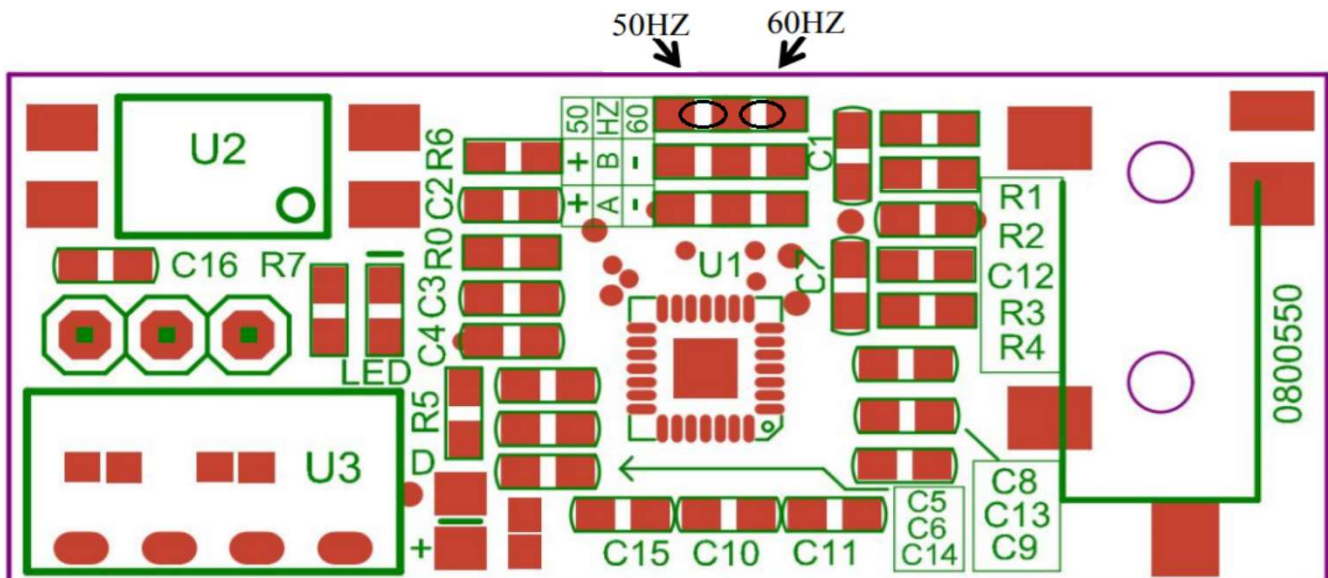 50HZ
60HZ
50 HZ 60
+ B -
+ A -
U2
R6
C2
C1
R1
R2
C12
R3
R4
C16
R7
R0
C3
C4
U1
C7
LED
R5
0800550
U3
D
+
C15
C10
C11
C5
C6
C14
C8
C13
C9